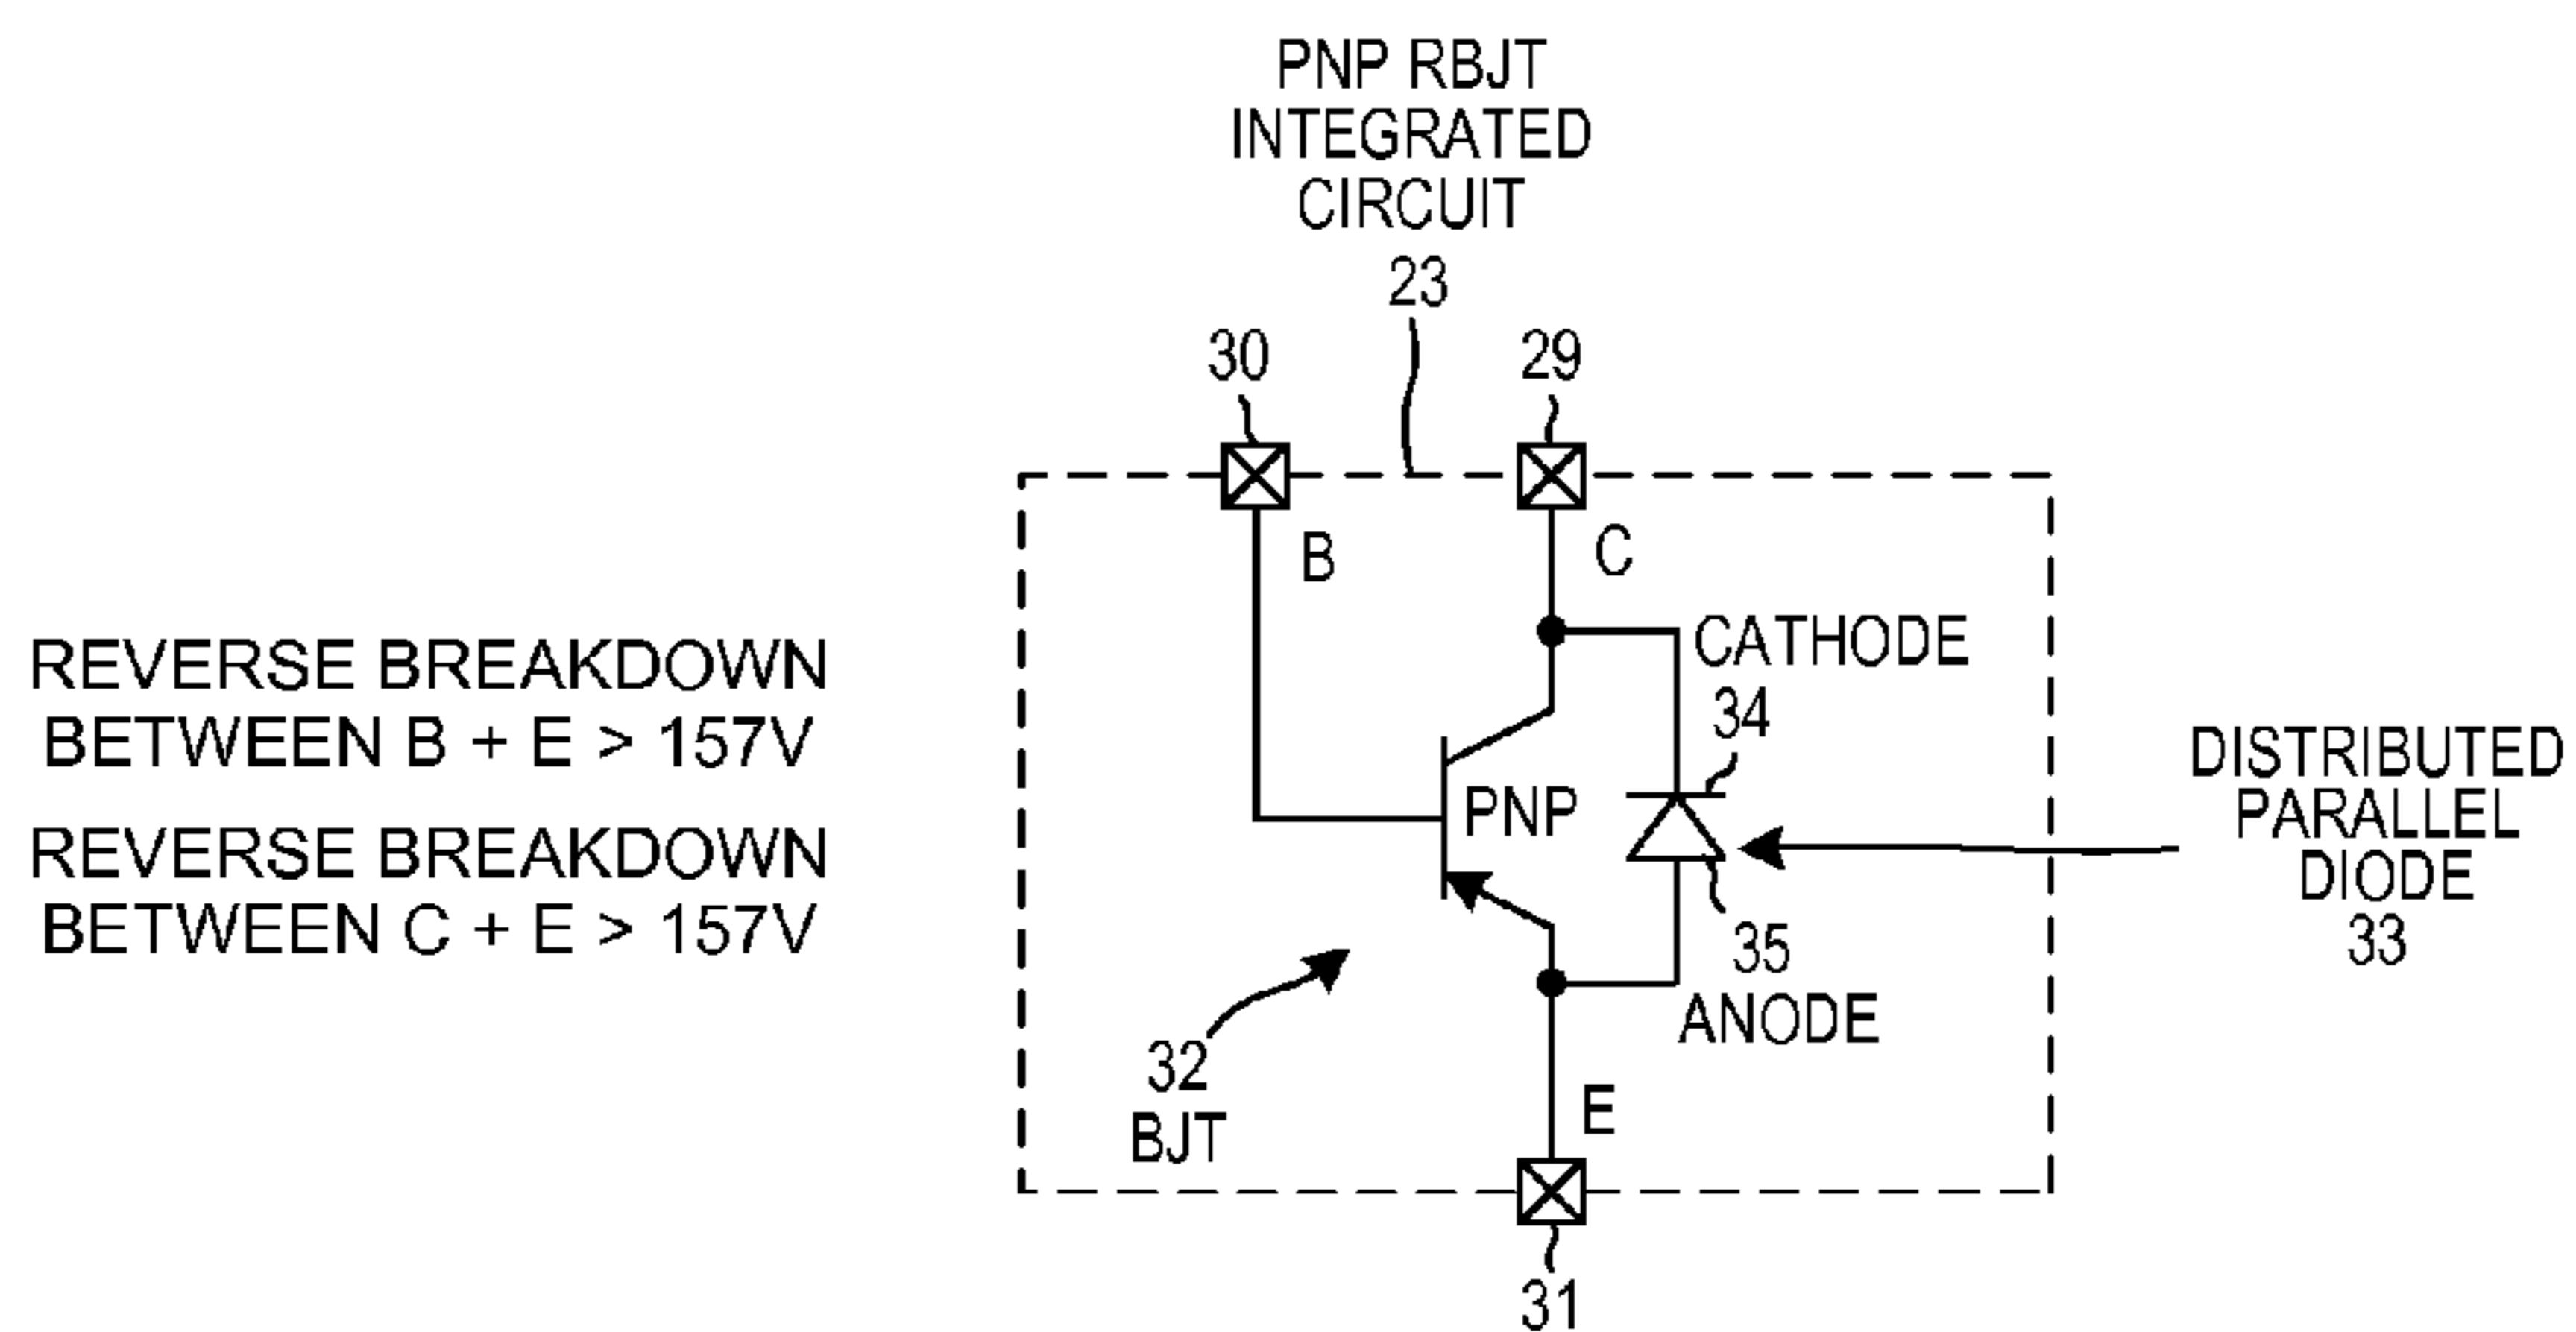 PNP RBJT
INTEGRATED
CIRCUIT
23
30
29
B
C
REVERSE BREAKDOWN
BETWEEN B + E > 157V
REVERSE BREAKDOWN
BETWEEN C + E > 157V
CATHODE
34
PNP
DISTRIBUTED
PARALLEL
DIODE
33
35
ANODE
32
BJT
E
31